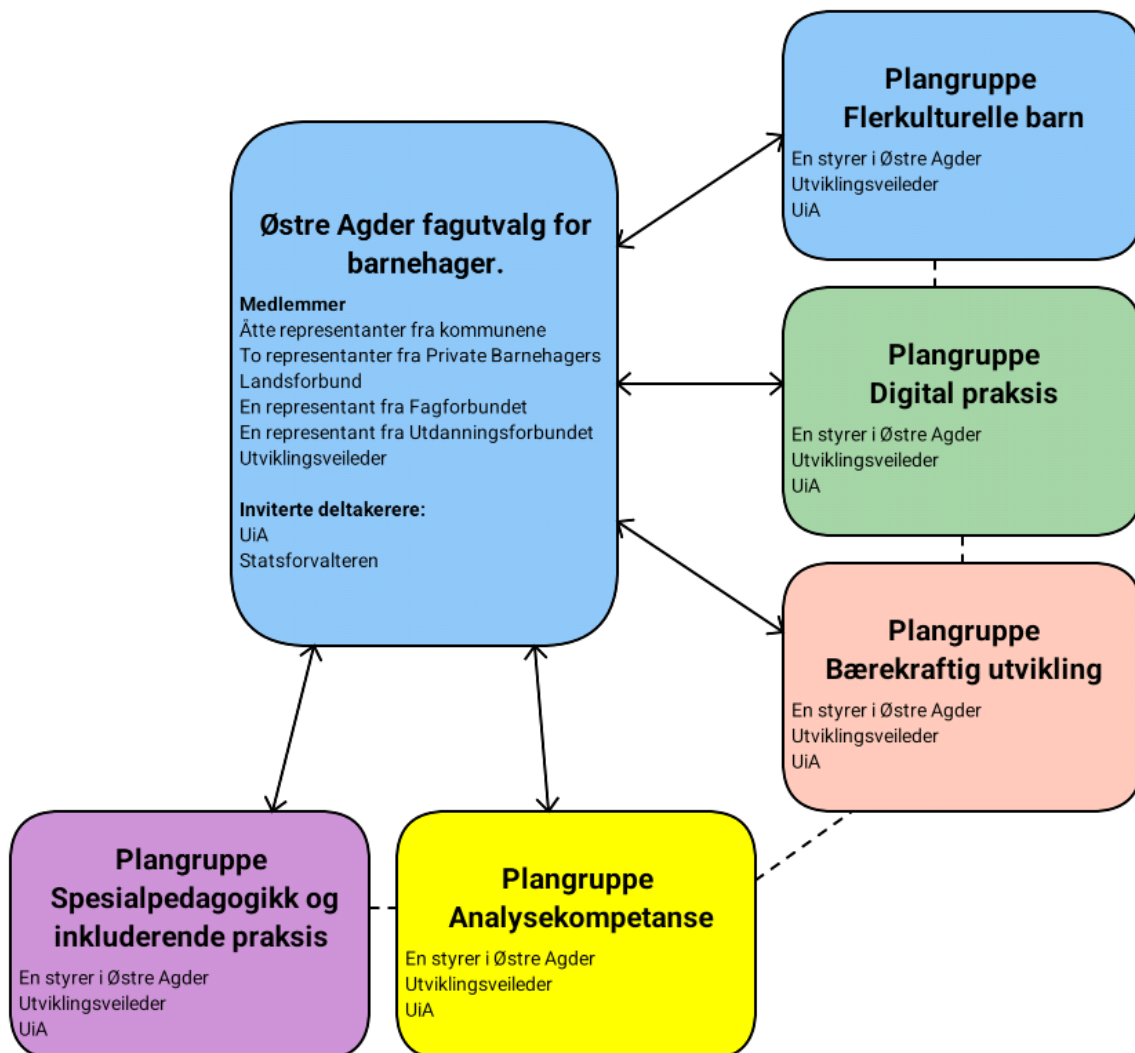 Plangruppe
Flerkulturelle barn
En styrer i Østre Agder
Utviklingsveileder
UiA
Østre Agder fagutvalg for
barnehager.
Medlemmer
Åtte representanter fra kommunene
To representanter fra Private Barnehagers
Landsforbund
En representant fra Fagforbundet
En representant fra Utdanningsforbundet
Utviklingsveileder
Inviterte deltakerere:
UiA
Statsforvalteren
Plangruppe
Digital praksis
En styrer i Østre Agder
Utviklingsveileder
UiA
Plangruppe
Bærekraftig utvikling
En styrer i Østre Agder
Utviklingsveileder
UiA
Plangruppe
Spesialpedagogikk og
inkluderende praksis
En styrer i Østre Agder
Utviklingsveileder
UiA
Plangruppe
Analysekompetanse
En styrer i Østre Agder
Utviklingsveileder
UiA